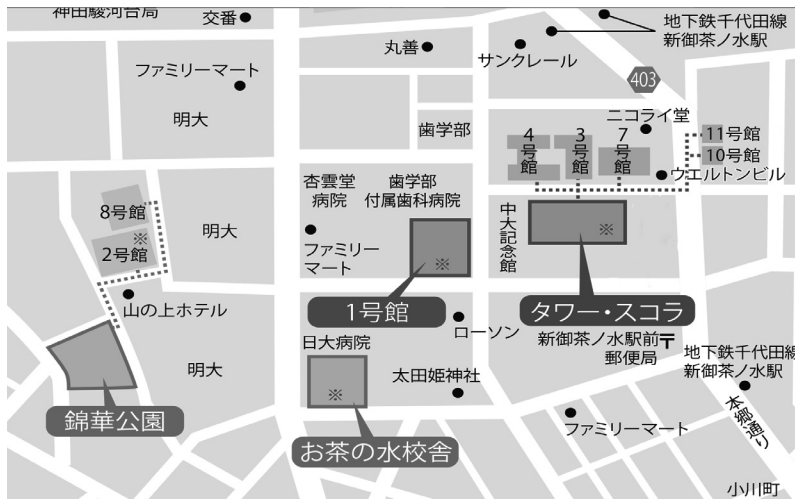 神田駿河台局
交番
ファミリーマート
明大
丸善
サンクレール
地下鉄千代田線
新御茶ノ水駅
403
歯学部
4号館
3号館
7号館
ニコライ堂
11号館
10号館
ウエルトンビル
8号館
※
2号館
明大
杏雲堂
病院
歯学部
付属歯科病院
ファミリー
マート
※
中大記念館
※
山の上ホテル
1号館
タワー・スコラ
明大
日大病院
ローソン
新御茶ノ水駅前
郵便局
〒
地下鉄千代田線
新御茶ノ水駅
※
太田姫神社
錦華公園
お茶の水校舎
ファミリーマート
本郷通り
小川町